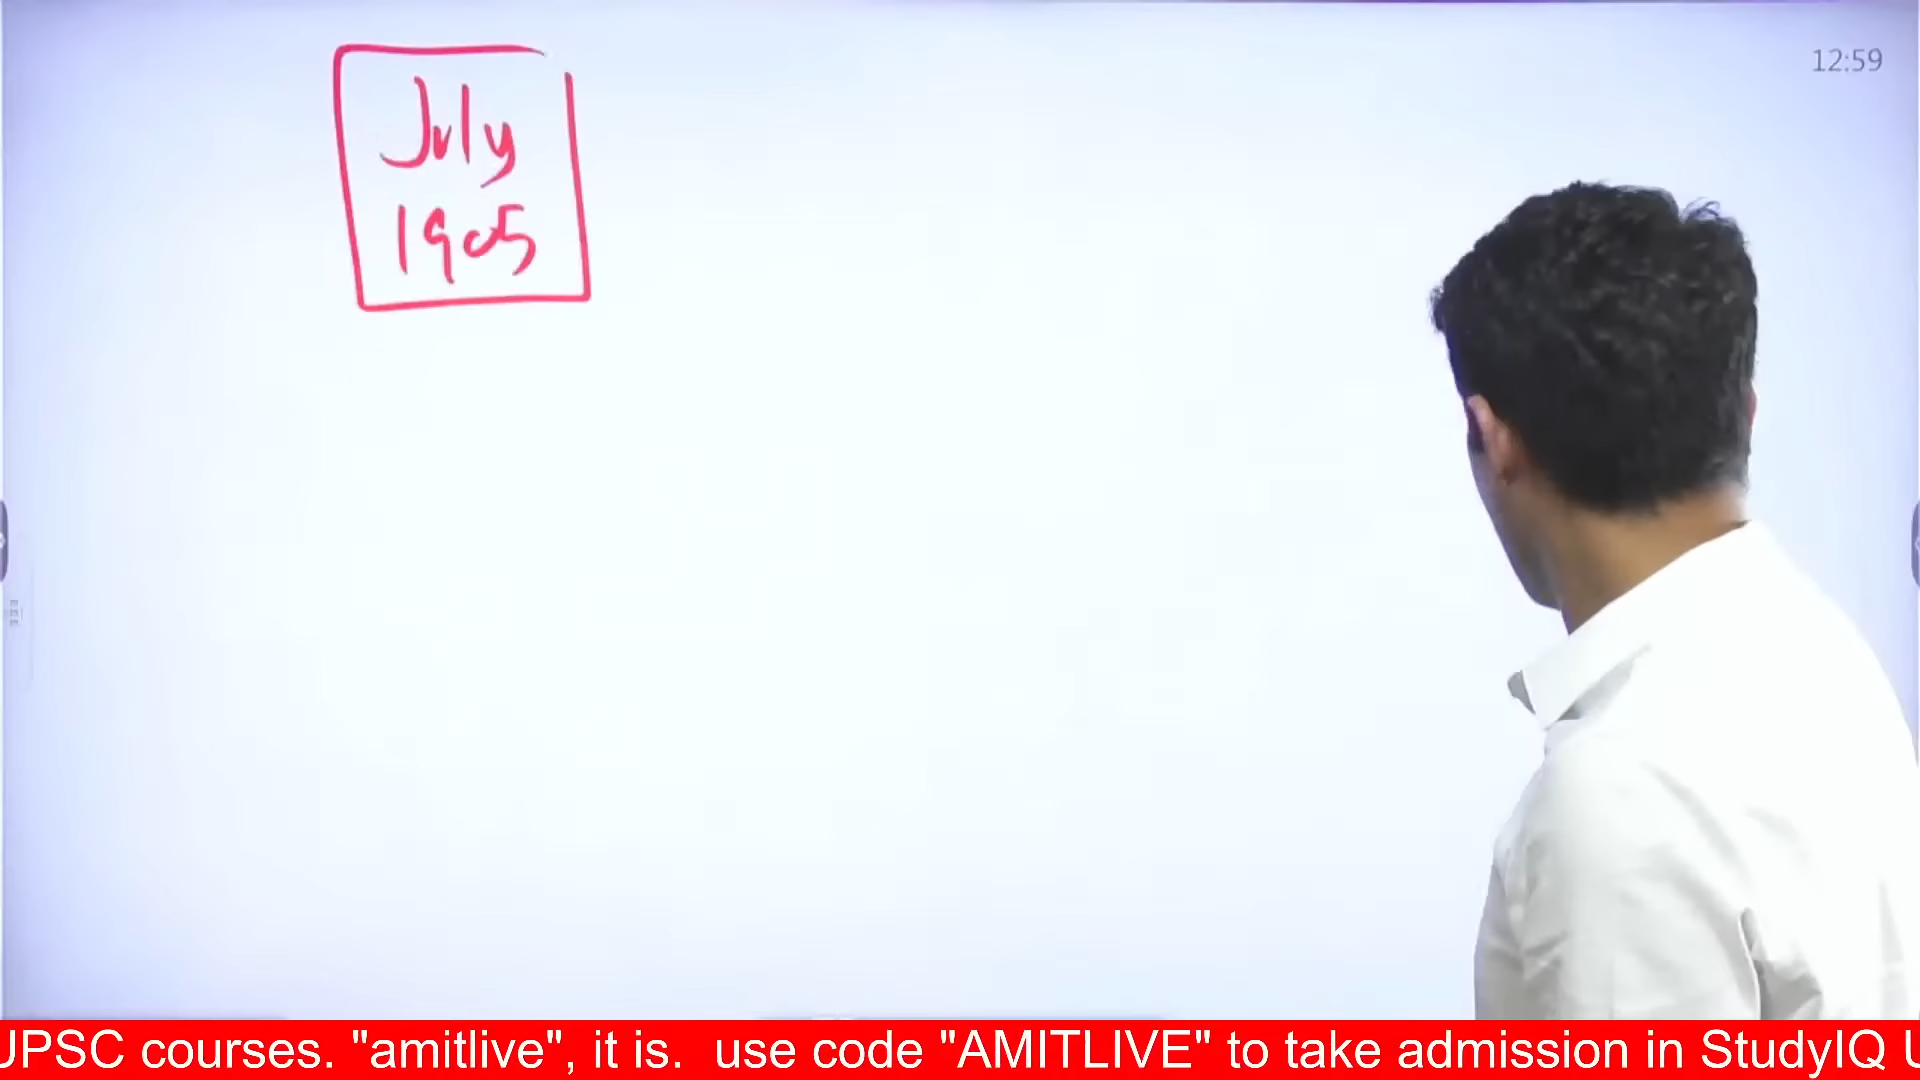 12:59
July
1905
JPSC courses. "amitlive", it is.  use code "AMITLIVE" to take admission in StudyIQ U